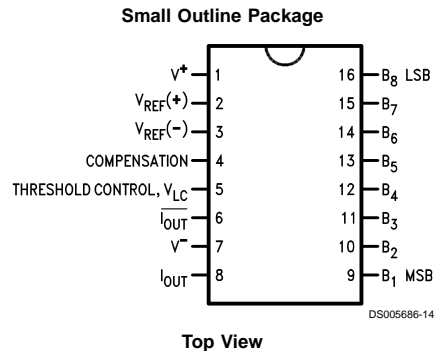 Small Outline Package
V+ 1 16 B8 LSB
VREF(+) 2 15 B7
VREF(−) 3 14 B6
COMPENSATION 4 13 B5
THRESHOLD CONTROL, VLC 5 12 B4
I̅O̅U̅T̅ 6 11 B3
V− 7 10 B2
IOUT 8 9 B1 MSB
DS005686-14
Top View